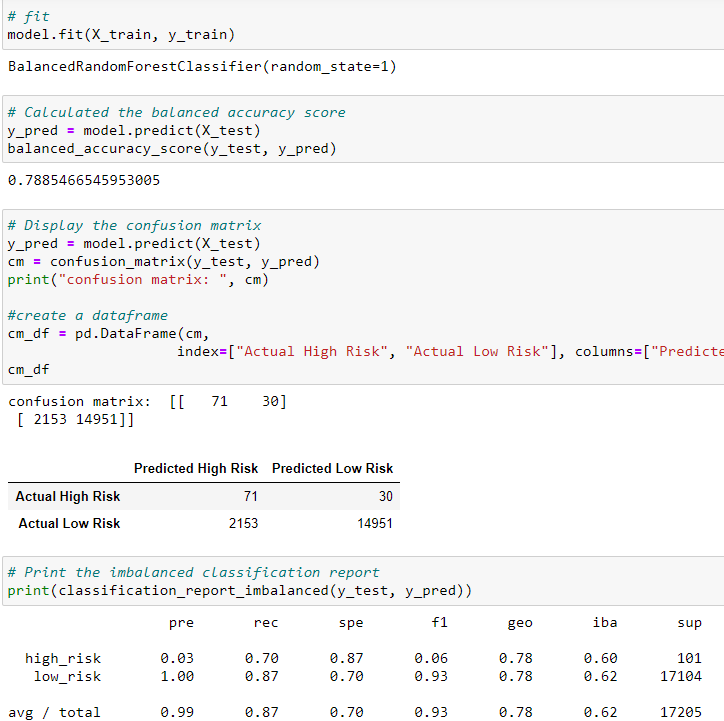 # fit
model.fit(X_train, y_train)
BalancedRandomForestClassifier(random_state=1)
# Calculated the balanced accuracy score
y_pred = model.predict(X_test)
balanced_accuracy_score(y_test, y_pred)
0.7885466545953005
# Display the confusion matrix
y_pred = model.predict(X_test)
cm = confusion_matrix(y_test, y_pred)
print("confusion matrix: ", cm)
#create a dataframe
cm_df = pd.DataFrame(cm,
index=["Actual High Risk", "Actual Low Risk"], columns=["Predicte
cm_df
confusion matrix:  [[   71    30]
 [ 2153 14951]]
Predicted High Risk Predicted Low Risk
Actual High Risk 71 30
Actual Low Risk 2153 14951
# Print the imbalanced classification report
print(classification_report_imbalanced(y_test, y_pred))
pre rec spe f1 geo iba sup
high_risk 0.03 0.70 0.87 0.06 0.78 0.60 101
low_risk 1.00 0.87 0.70 0.93 0.78 0.62 17104
avg / total 0.99 0.87 0.70 0.93 0.78 0.62 17205